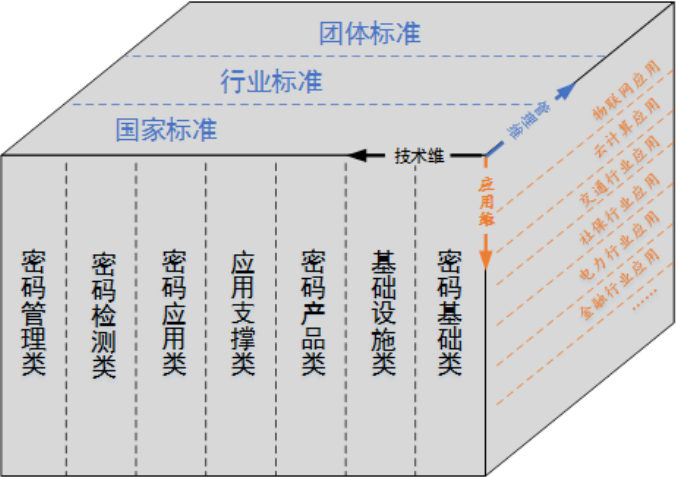 团体标准
行业标准
国家标准
管理维
技术维
应用维
物联网应用
云计算应用
交通行业应用
社保行业应用
电力行业应用
金融行业应用
……
密码管理类
密码检测类
密码应用类
应用支撑类
密码产品类
基础设施类
密码基础类